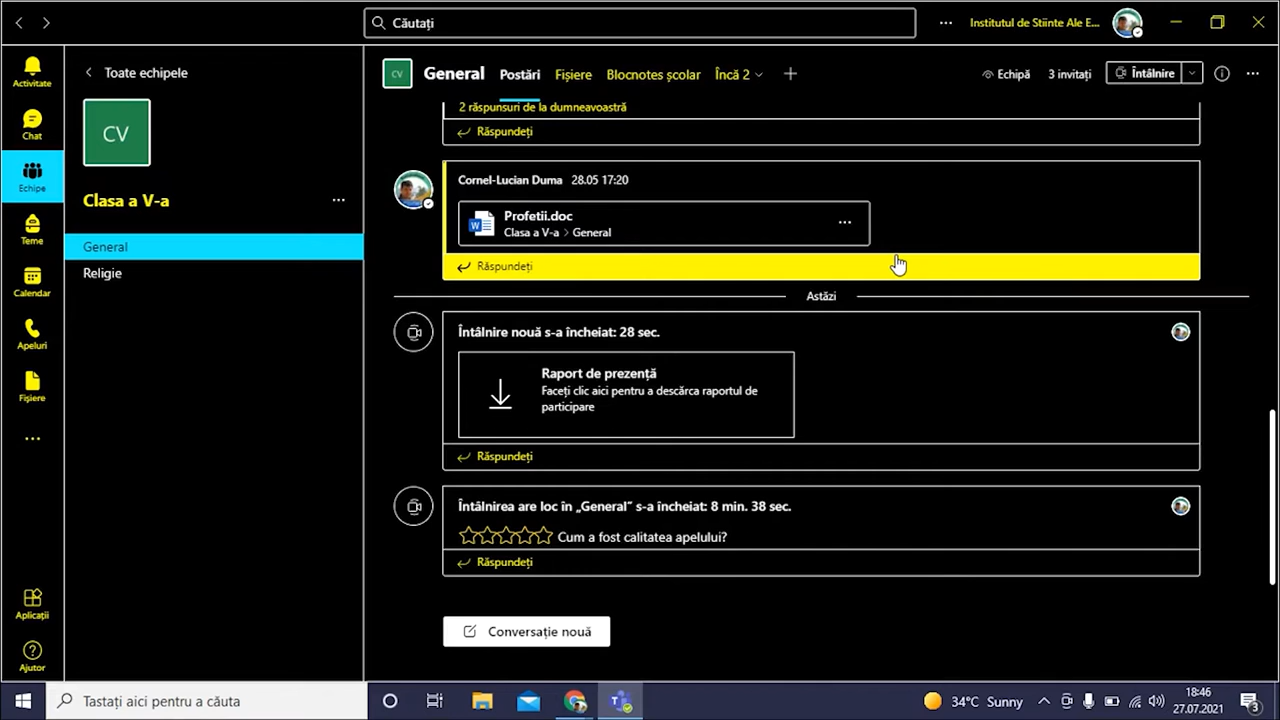 Căutați
Institutul de Stiinte Ale E...
Activitate
Chat
Echipe
Teme
Calendar
Apeluri
Fișiere
Aplicații
Ajutor
Toate echipele
CV
Clasa a V-a
General
Religie
CV
General
Postări
Fișiere
Blocnotes școlar
Încă 2
Echipă
3 invitați
Întâlnire
2 răspunsuri de la dumneavoastră
Răspundeți
Cornel-Lucian Duma 28.05 17:20
Profetii.doc
Clasa a V-a > General
Răspundeți
Astăzi
Întâlnire nouă s-a încheiat: 28 sec.
Raport de prezență
Faceți clic aici pentru a descărca raportul de
participare
Răspundeți
Întâlnirea are loc în „General” s-a încheiat: 8 min. 38 sec.
Cum a fost calitatea apelului?
Răspundeți
Conversație nouă
Tastați aici pentru a căuta
34°C Sunny
18:46
27.07.2021
3